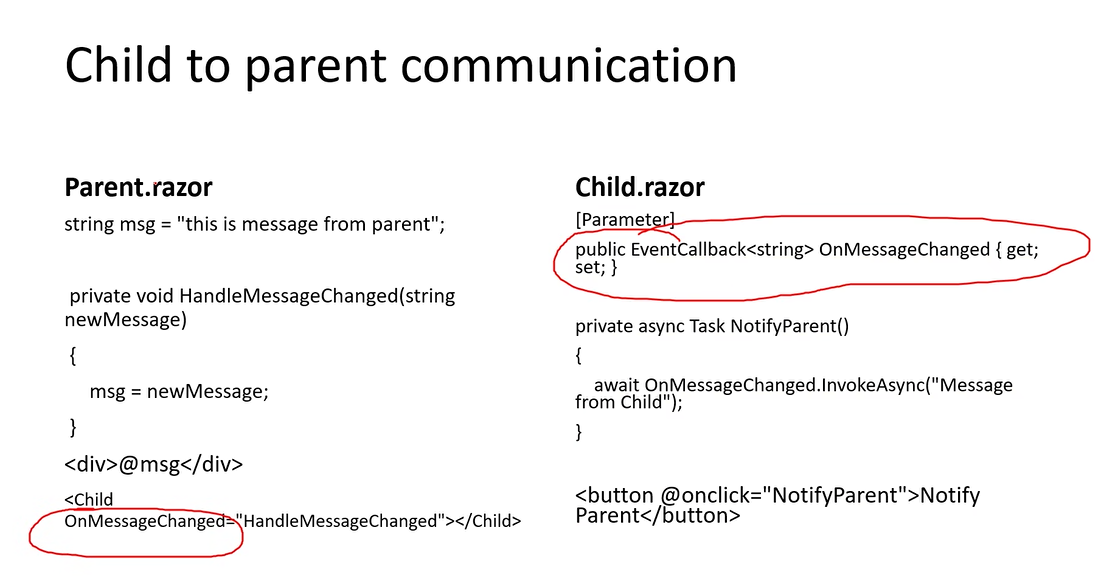 Child to parent communication
Parent.razor
string msg = "this is message from parent";
private void HandleMessageChanged(string
newMessage)
{
msg = newMessage;
}
<div>@msg</div>
<Child
OnMessageChanged="HandleMessageChanged"></Child>
Child.razor
[Parameter]
public EventCallback<string> OnMessageChanged { get;
set; }
private async Task NotifyParent()
{
await OnMessageChanged.InvokeAsync("Message
from Child");
}
<button @onclick="NotifyParent">Notify
Parent</button>